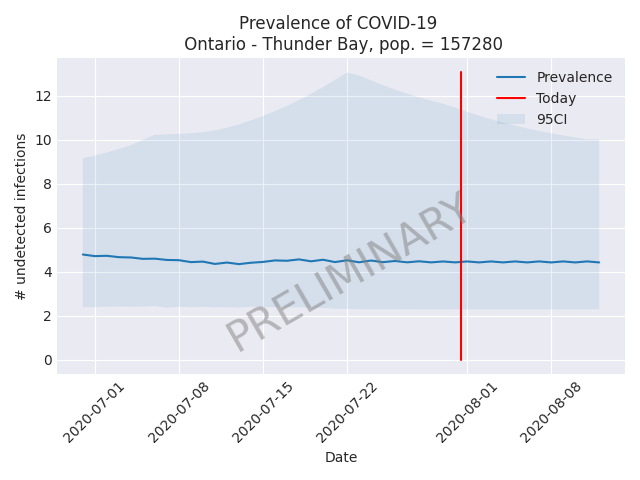 Prevalence of COVID-19
Ontario - Thunder Bay, pop. = 157280
# undetected infections
12
10
8
6
4
2
0
Prevalence
Today
95CI
PRELIMINARY
2020-07-01
2020-07-08
2020-07-15
2020-07-22
2020-08-01
2020-08-08
Date